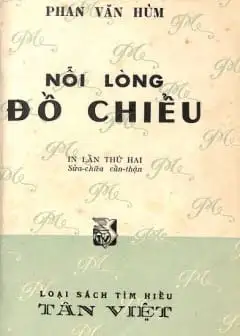 PHAN VĂN HÙM
NỖI LÒNG
ĐỒ CHIỂU
IN LẦN THỨ HAI
Sửa-chữa cẩn-thận
LOẠI SÁCH TÌM HIỂU
TÂN VIỆT